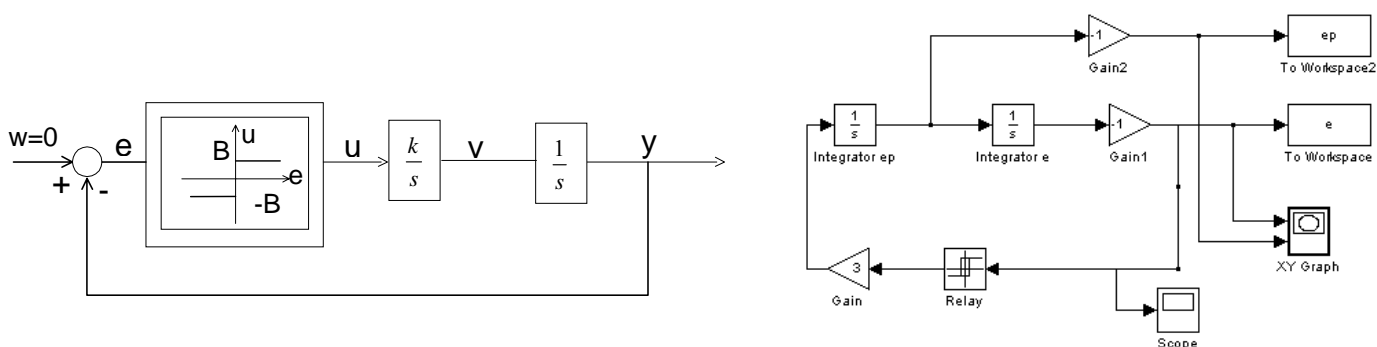 w=0
e
+
-
B
u
e
-B
u
k
s
v
1
s
y
-1
Gain2
ep
To Workspace2
1
s
Integrator ep
1
s
Integrator e
-1
Gain1
e
To Workspace
3
Gain
Relay
XY Graph
Scope